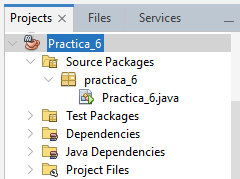 Projects Files Services
Practica_6
Source Packages
practica_6
Practica_6.java
Test Packages
Dependencies
Java Dependencies
Project Files